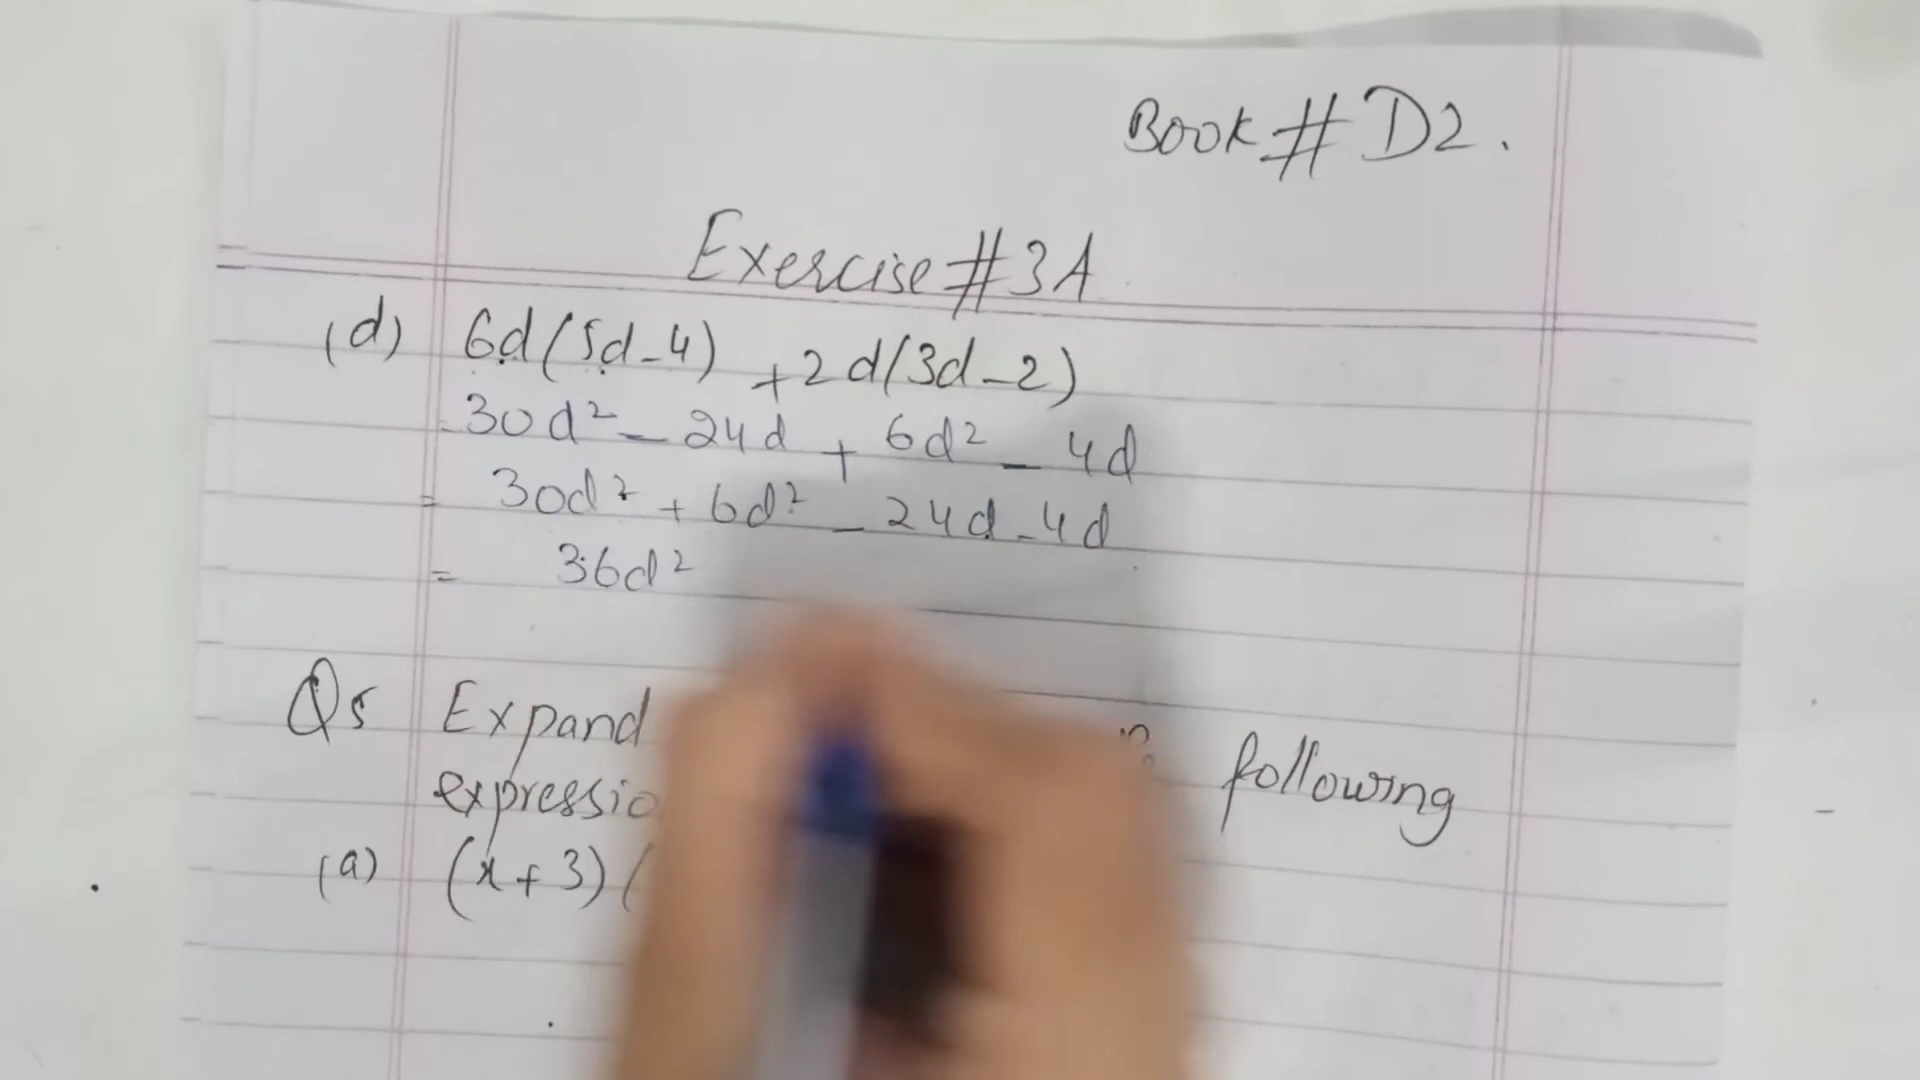 Book # D2.
Exercise # 3A.
(d) 6d(5d-4) +2d(3d-2)
30d² - 24d + 6d² - 4d
= 30d² + 6d² - 24d - 4d
= 36d²
Q5 Expand following
(a) (x+3)(